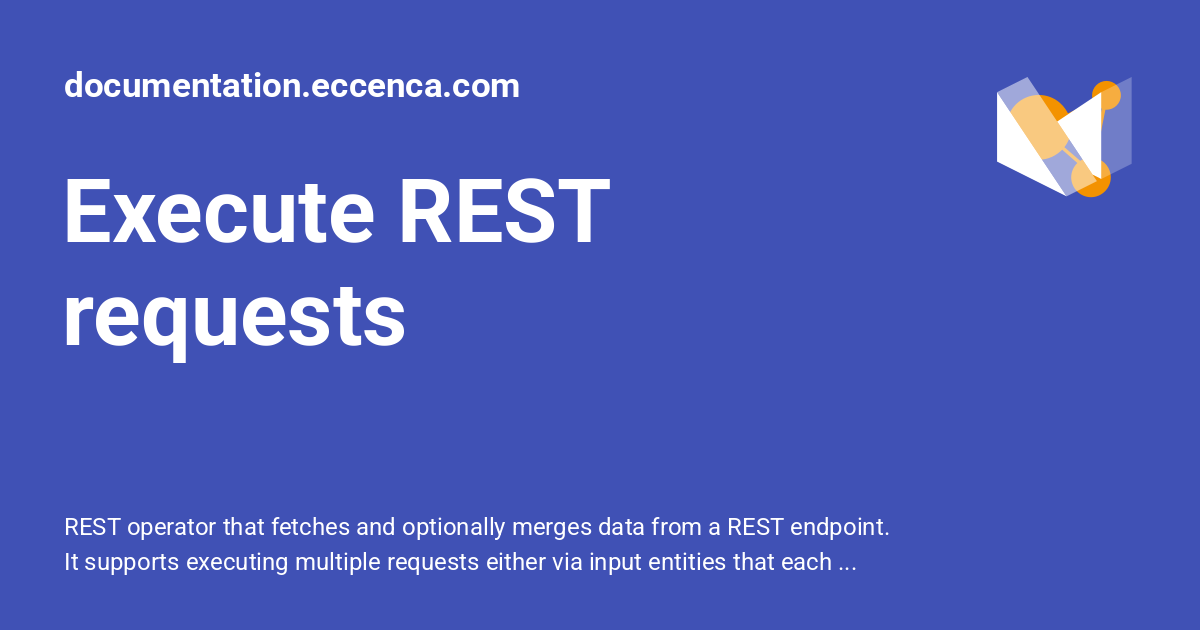 documentation.eccenca.com
Execute REST
requests
REST operator that fetches and optionally merges data from a REST endpoint.
It supports executing multiple requests either via input entities that each ...